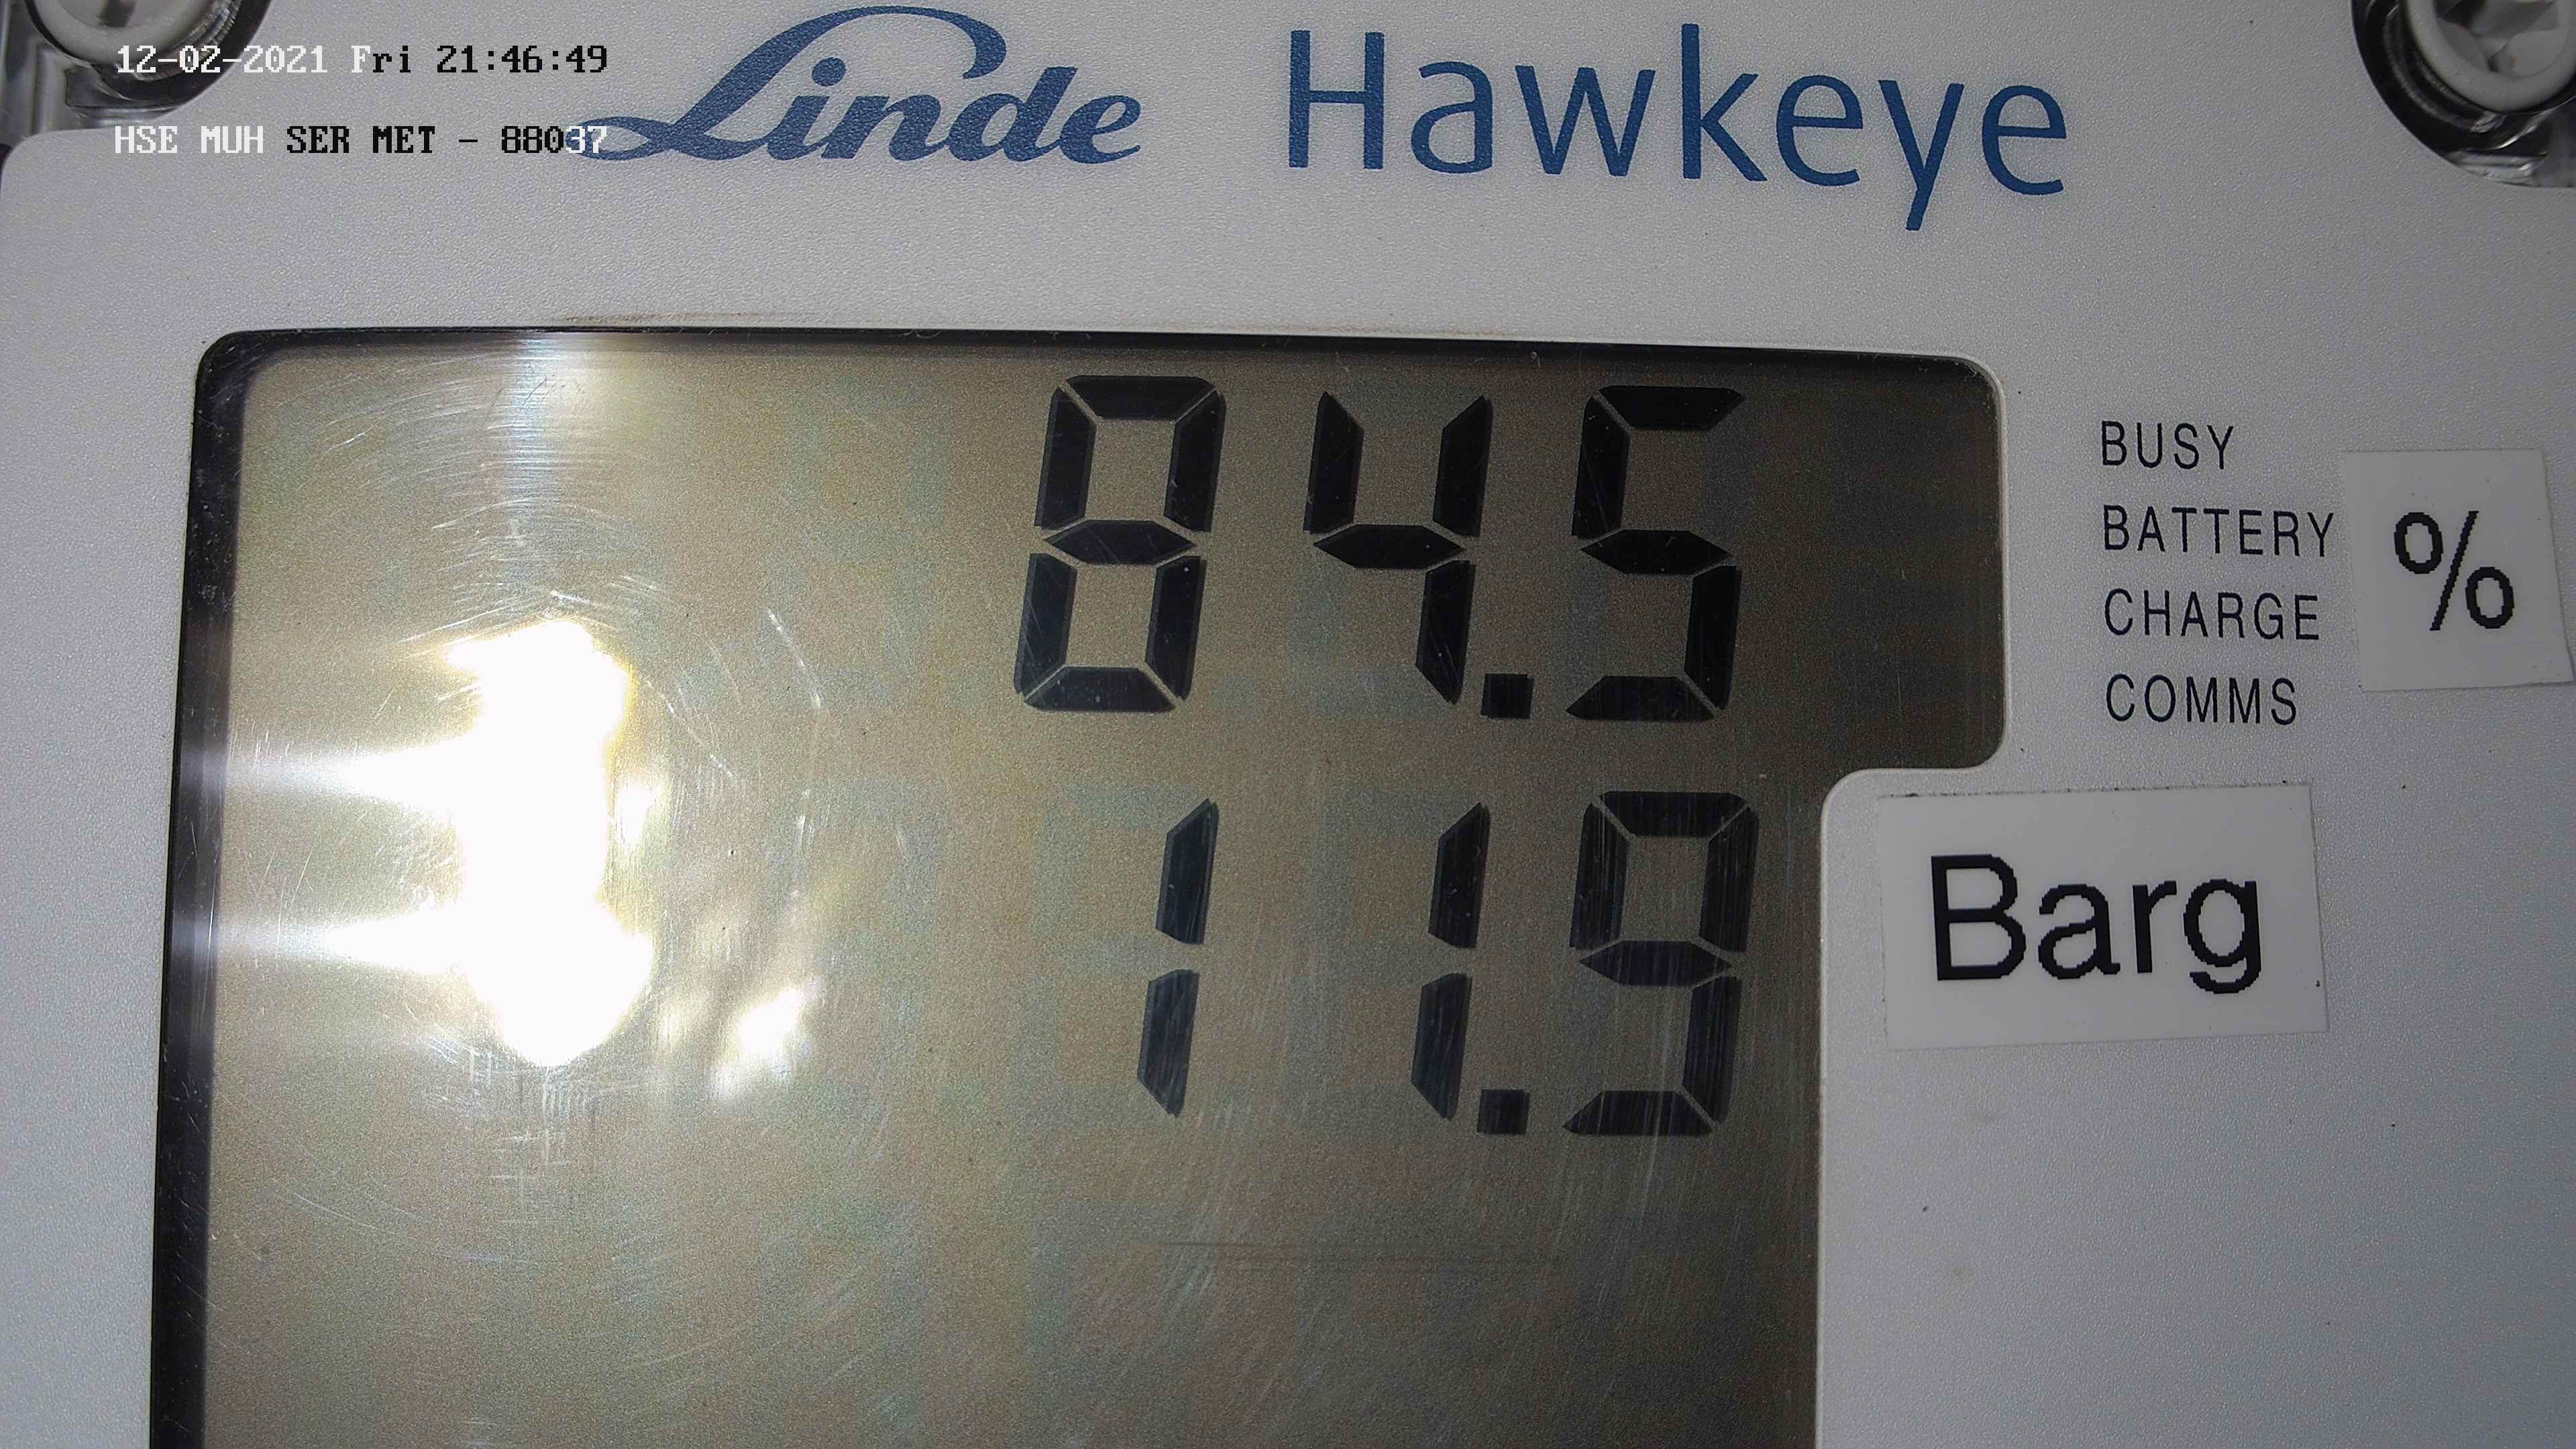 12-02-2021 Fri 21:46:49
HSE MUH SER MET - 88037
Linde Hawkeye
84.5
BUSY
BATTERY
CHARGE
COMMS
%
11.9
Barg